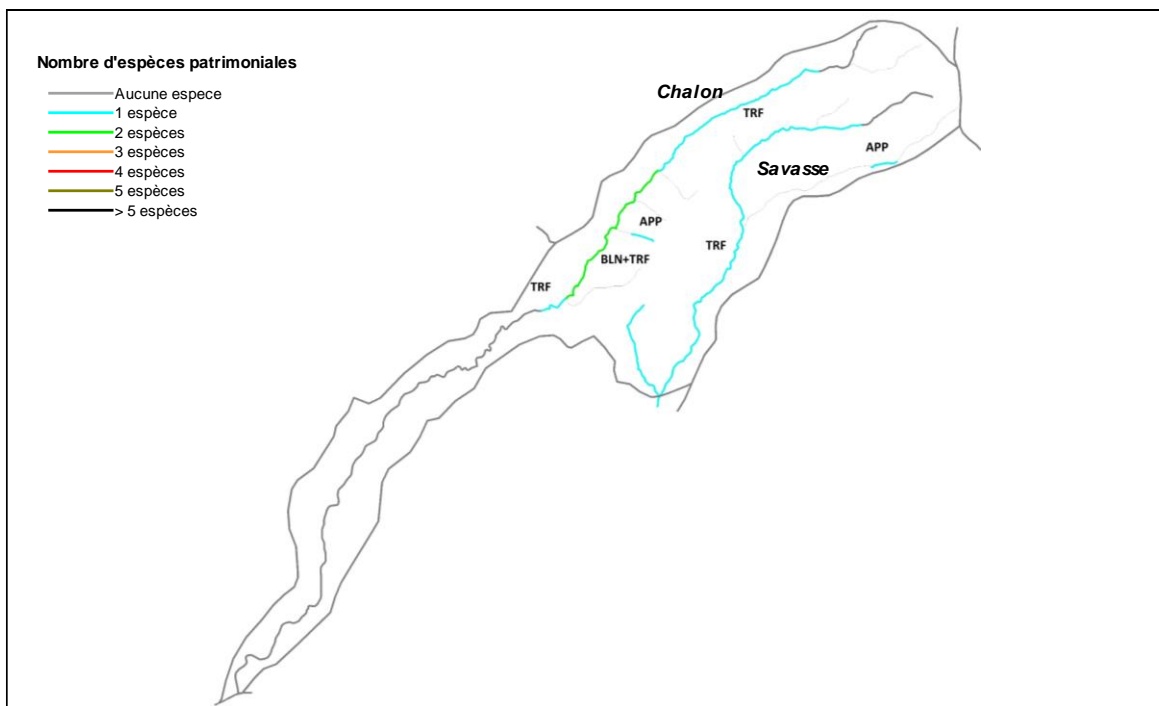 Nombre d'espèces patrimoniales
Aucune espece
1 espèce
2 espèces
3 espèces
4 espèces
5 espèces
> 5 espèces
Chalon
TRF
APP
Savasse
APP
TRF
BLN+TRF
TRF